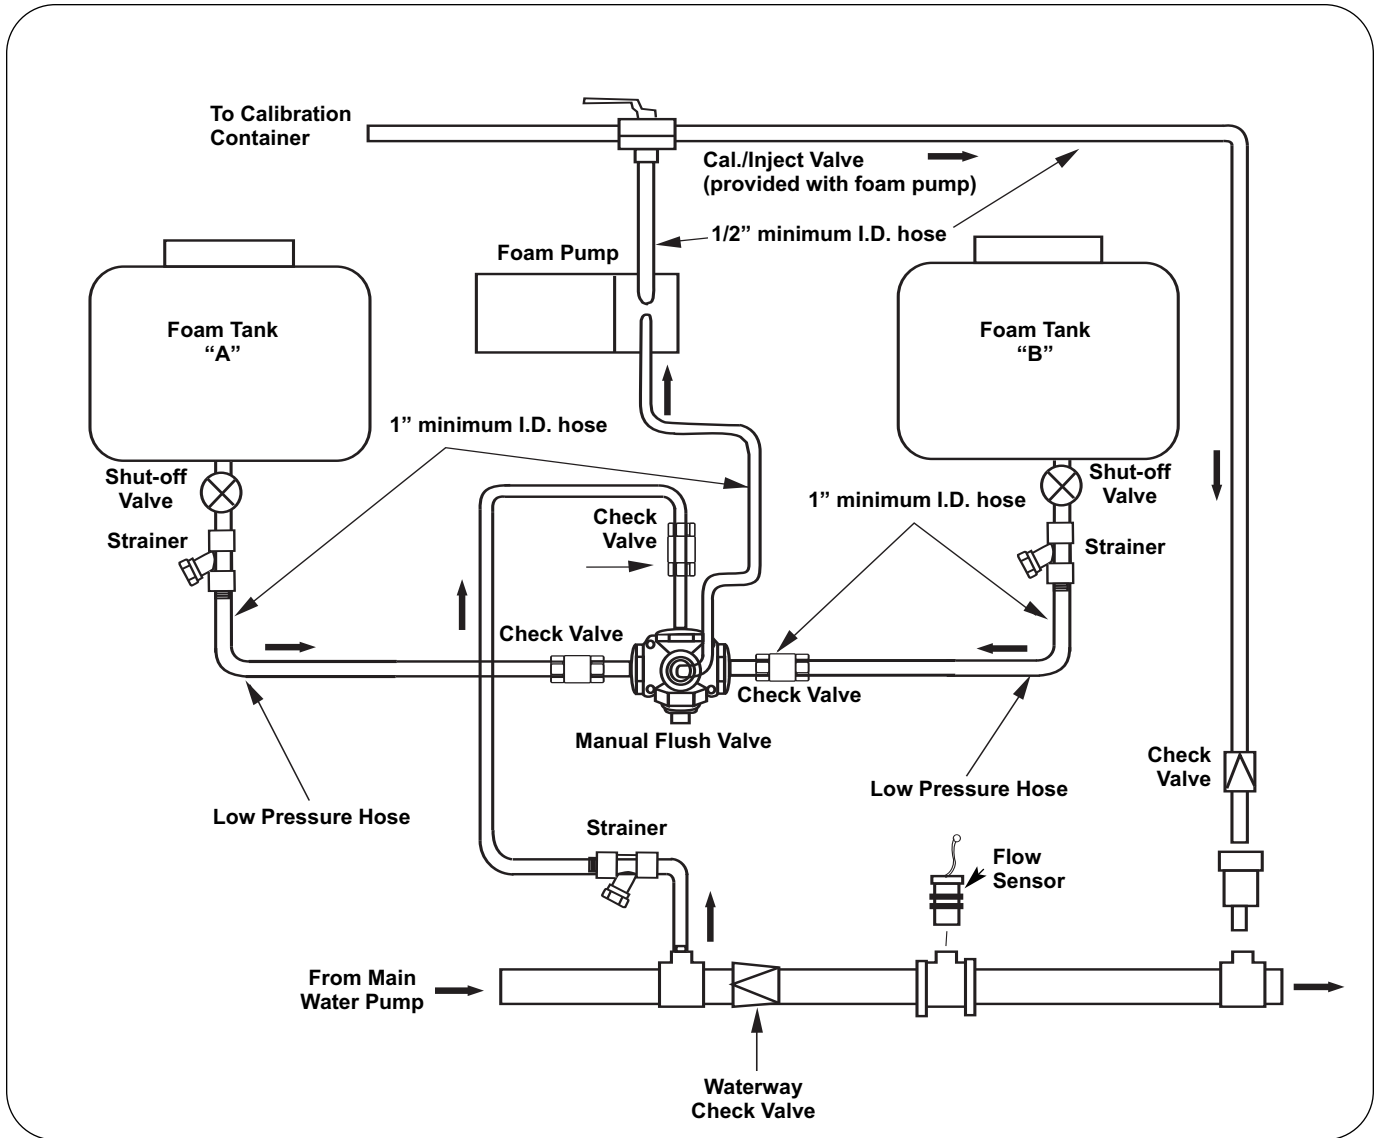 To Calibration
Container
Cal./Inject Valve
(provided with foam pump)
1/2” minimum I.D. hose
Foam Pump
Foam Tank
“A”
Foam Tank
“B”
1” minimum I.D. hose
Shut-off
Valve
Shut-off
Valve
1” minimum I.D. hose
Check
Valve
Strainer
Strainer
Check Valve
Check Valve
Manual Flush Valve
Check
Valve
Low Pressure Hose
Low Pressure Hose
Strainer
Flow
Sensor
From Main
Water Pump
Waterway
Check Valve